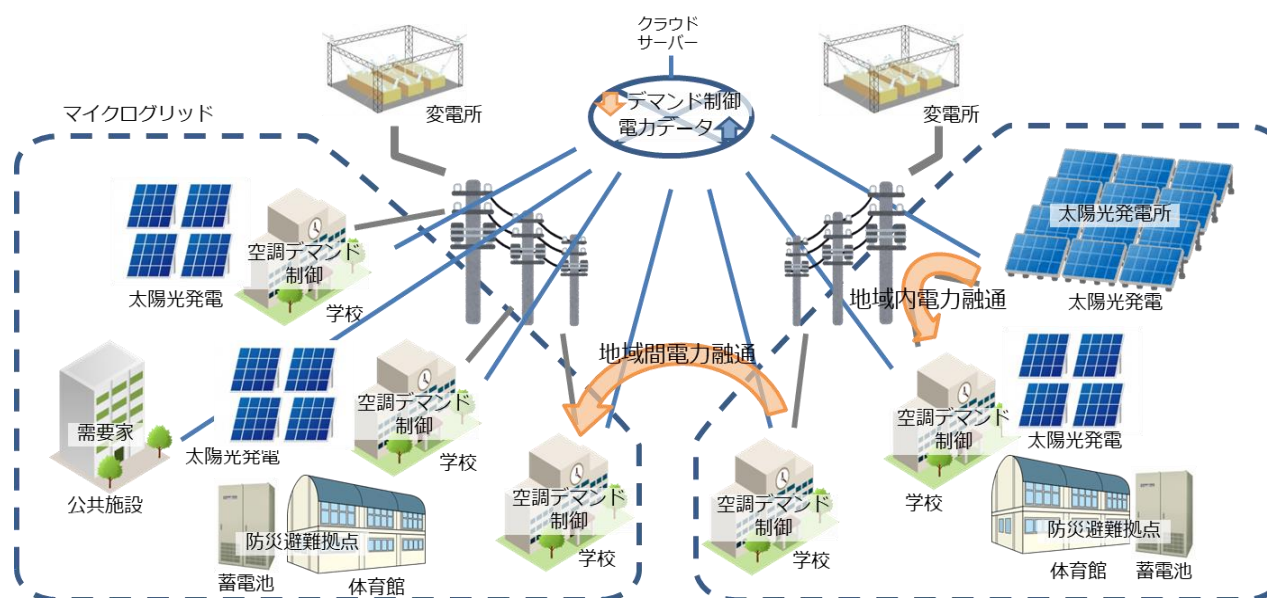 クラウド
サーバー
デマンド制御
電力データ
変電所
変電所
マイクログリッド
空調デマンド
制御
太陽光発電
学校
需要家
公共施設
太陽光発電
空調デマンド
制御
学校
防災避難拠点
蓄電池
体育館
空調デマンド
制御
学校
地域間電力融通
太陽光発電所
太陽光発電
地域内電力融通
空調デマンド
制御
学校
太陽光発電
空調デマンド
制御
学校
防災避難拠点
体育館
蓄電池